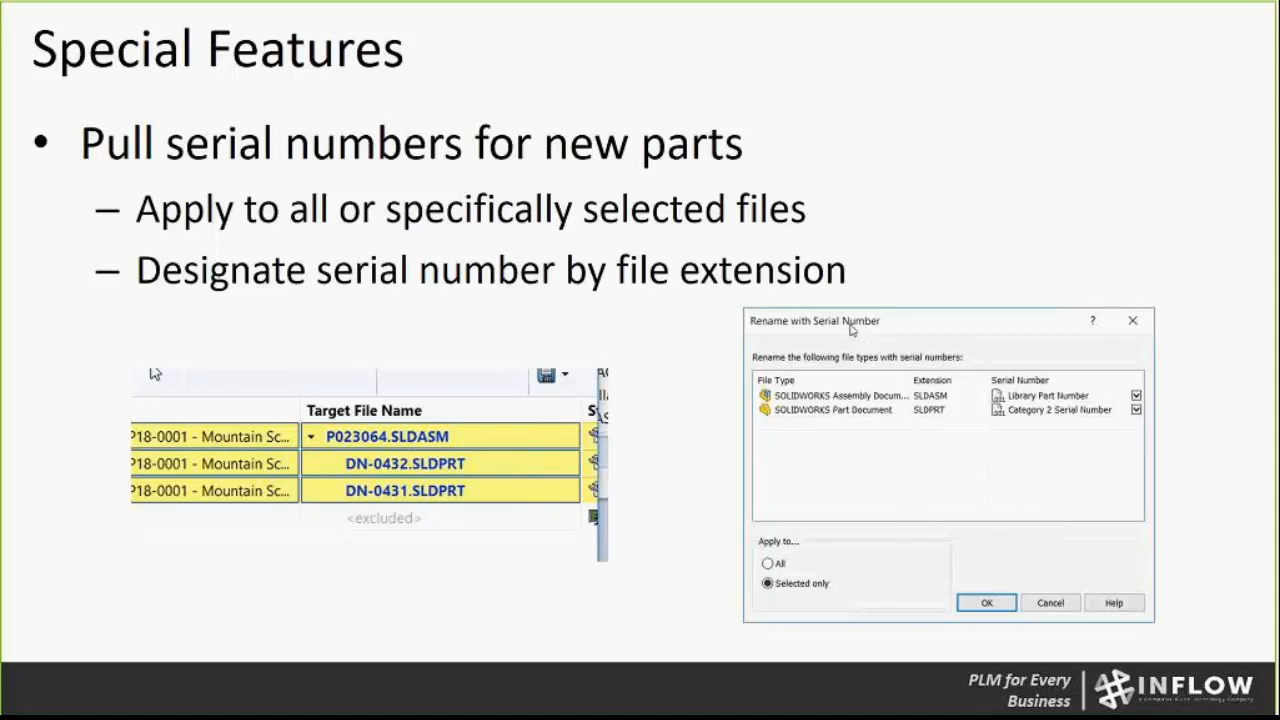 Special Features
• Pull serial numbers for new parts
– Apply to all or specifically selected files
– Designate serial number by file extension
Target File Name
P18-0001 - Mountain Sc...
P023064.SLDASM
P18-0001 - Mountain Sc...
DN-0432.SLDPRT
P18-0001 - Mountain Sc...
DN-0431.SLDPRT
<excluded>
Rename with Serial Number
?
Rename the following file types with serial numbers:
File Type Extension Serial Number
SOLIDWORKS Assembly Docum... SLDASM Library Part Number
SOLIDWORKS Part Document SLDPRT Category 2 Serial Number
Apply to...
All
Selected only
OK Cancel Help
PLM for Every
Business
INFLOW